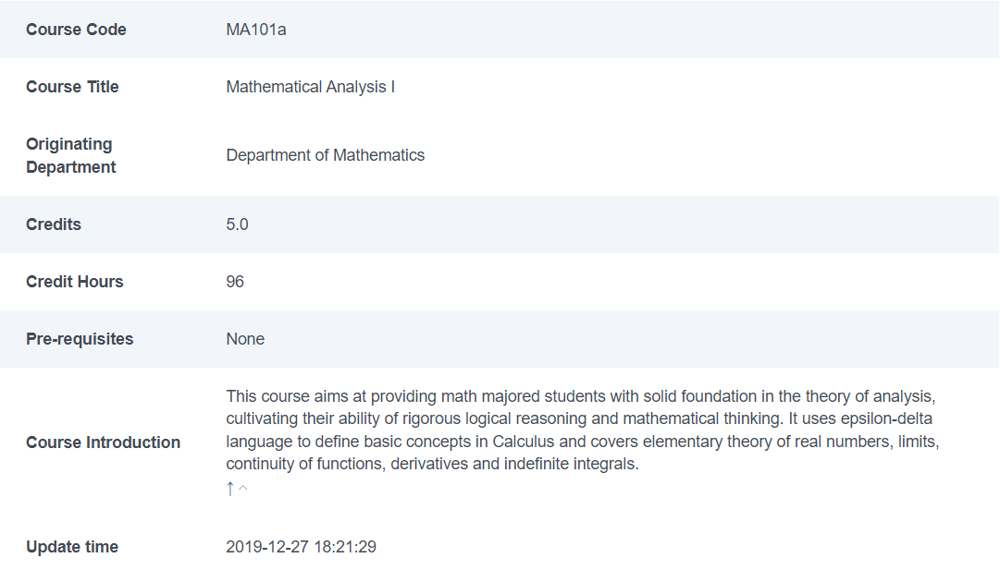 Course Code MA101a
Course Title Mathematical Analysis I
Originating
Department Department of Mathematics
Credits 5.0
Credit Hours 96
Pre-requisites None
Course Introduction
This course aims at providing math majored students with solid foundation in the theory of analysis,
cultivating their ability of rigorous logical reasoning and mathematical thinking. It uses epsilon-delta
language to define basic concepts in Calculus and covers elementary theory of real numbers, limits,
continuity of functions, derivatives and indefinite integrals.
↑^
Update time 2019-12-27 18:21:29